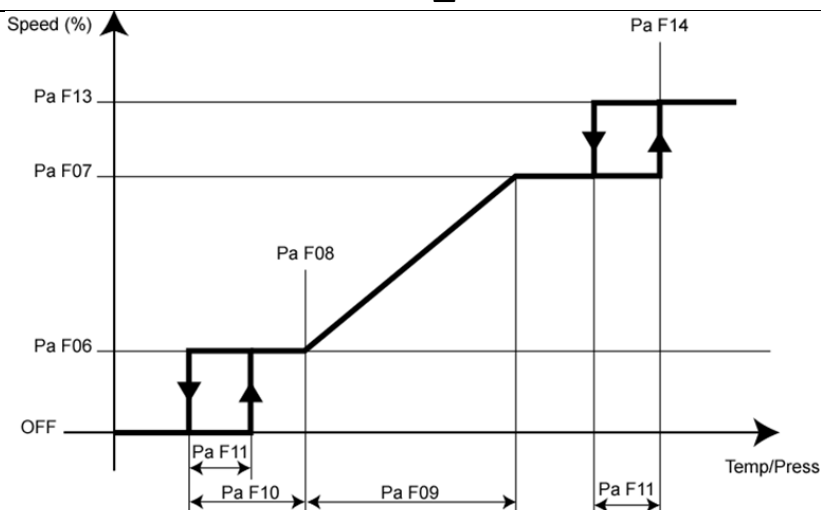 Speed (%)
Pa F14
Pa F13
Pa F07
Pa F08
Pa F06
OFF
Pa F11
Temp/Press
Pa F10
Pa F09
Pa F11